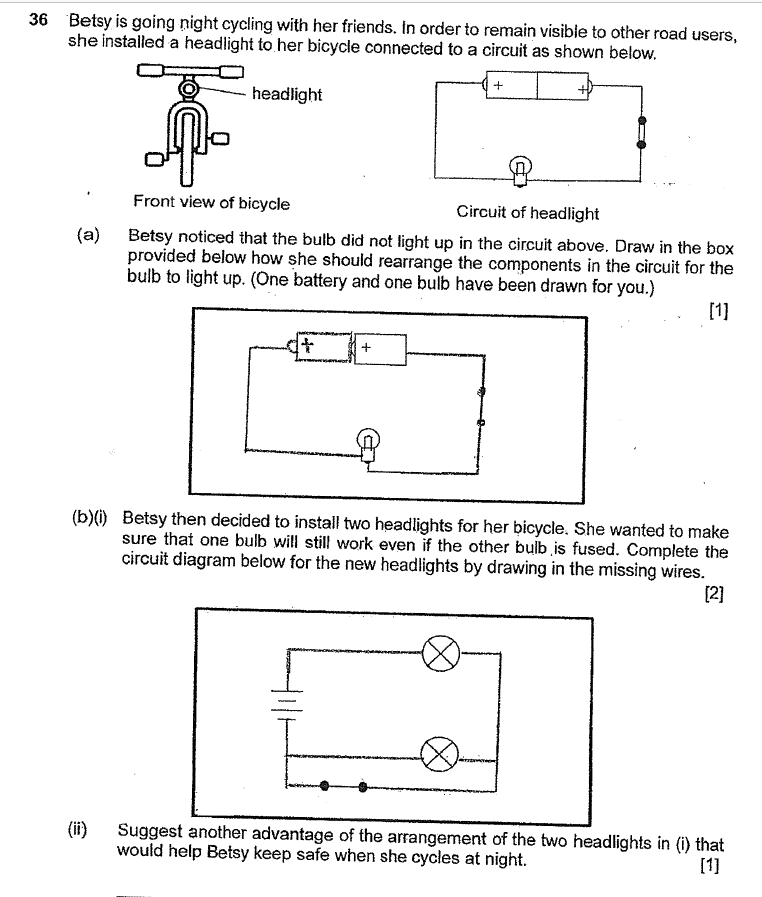 36 Betsy is going night cycling with her friends. In order to remain visible to other road users,
she installed a headlight to her bicycle connected to a circuit as shown below.
headlight
+
+
Front view of bicycle
Circuit of headlight
(a) Betsy noticed that the bulb did not light up in the circuit above. Draw in the box
provided below how she should rearrange the components in the circuit for the
bulb to light up. (One battery and one bulb have been drawn for you.)
[1]
+
+
(b)(i) Betsy then decided to install two headlights for her bicycle. She wanted to make
sure that one bulb will still work even if the other bulb is fused. Complete the
circuit diagram below for the new headlights by drawing in the missing wires.
[2]
(ii) Suggest another advantage of the arrangement of the two headlights in (i) that
would help Betsy keep safe when she cycles at night.
[1]